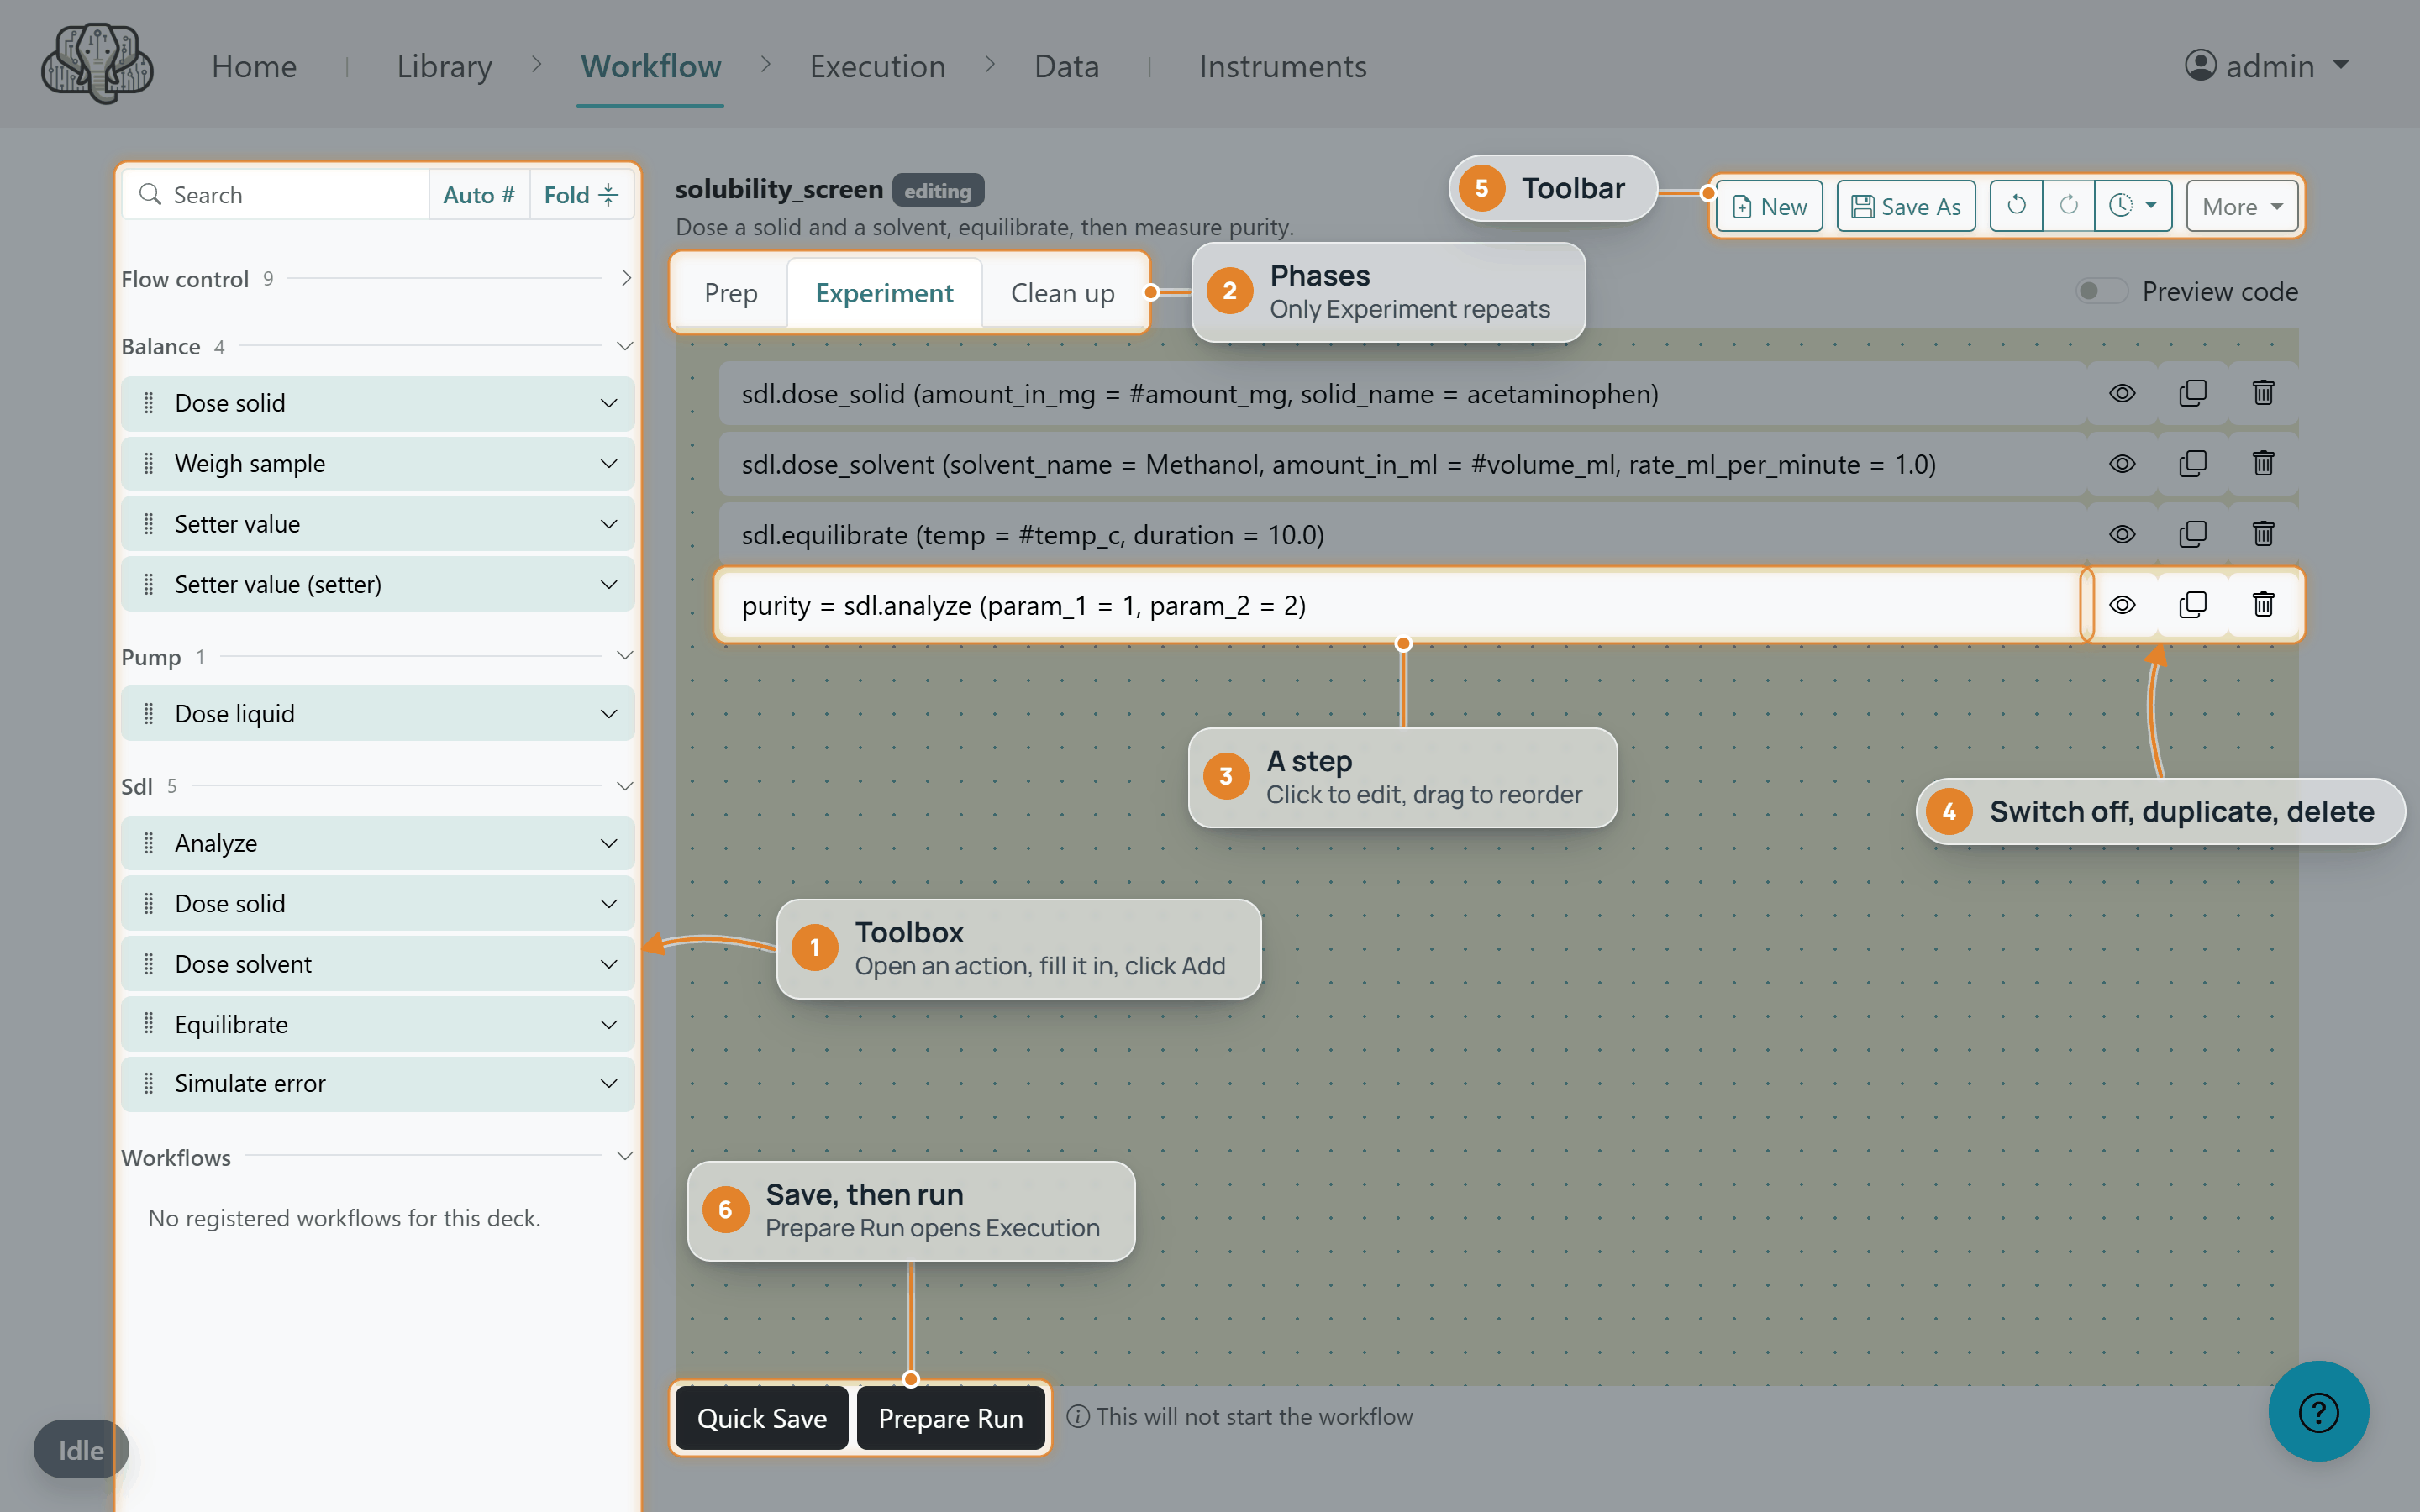 Home
Library
Workflow
Execution
Data
Instruments
admin
Search
Auto #
Fold
Flow control 9
Balance 4
Dose solid
Weigh sample
Setter value
Setter value (setter)
Pump 1
Dose liquid
Sdl 5
Analyze
Dose solid
Dose solvent
Equilibrate
Simulate error
Workflows
No registered workflows for this deck.
Idle
solubility_screen editing
Dose a solid and a solvent, equilibrate, then measure purity.
5 Toolbar
New
Save As
More
Prep
Experiment
Clean up
2 Phases
Only Experiment repeats
Preview code
sdl.dose_solid (amount_in_mg = #amount_mg, solid_name = acetaminophen)
sdl.dose_solvent (solvent_name = Methanol, amount_in_ml = #volume_ml, rate_ml_per_minute = 1.0)
sdl.equilibrate (temp = #temp_c, duration = 10.0)
purity = sdl.analyze (param_1 = 1, param_2 = 2)
3 A step
Click to edit, drag to reorder
4 Switch off, duplicate, delete
1 Toolbox
Open an action, fill it in, click Add
6 Save, then run
Prepare Run opens Execution
Quick Save
Prepare Run
This will not start the workflow